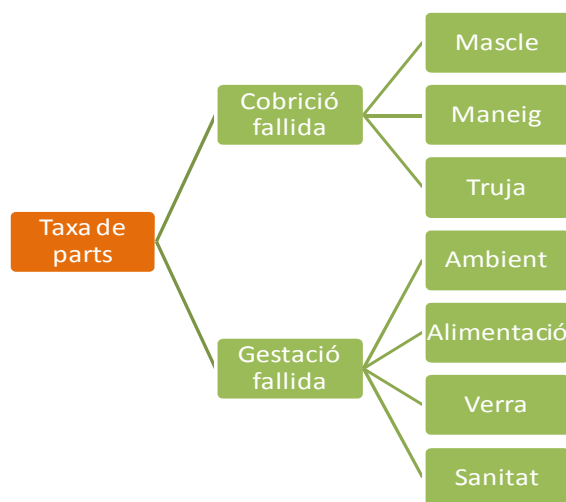 Taxa de
parts
Cobrició
fallida
Mascle
Maneig
Truja
Gestació
fallida
Ambient
Alimentació
Verra
Sanitat